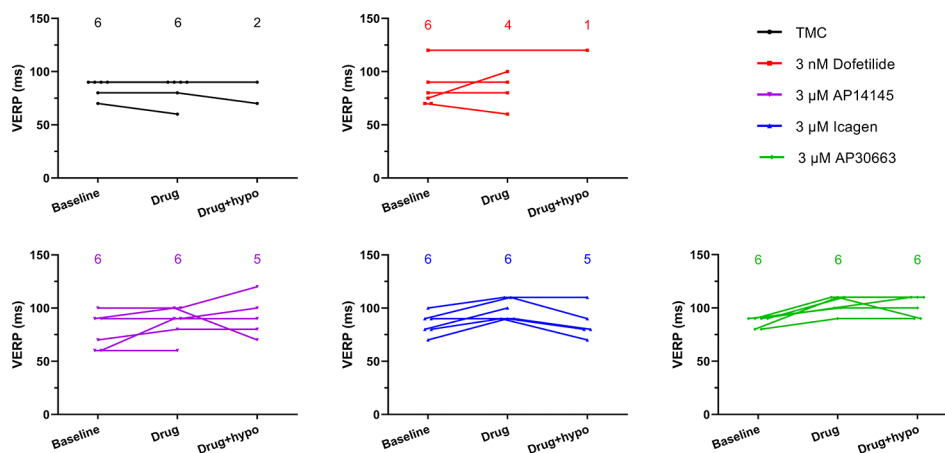 6 6 2
150
100
50
0
VERP (ms)
Baseline Drug Drug+hypo
6 4 1
150
100
50
0
VERP (ms)
Baseline Drug Drug+hypo
TMC
3 nM Dofetilide
3 µM AP14145
3 µM Icagen
3 µM AP30663
6 6 5
150
100
50
0
VERP (ms)
Baseline Drug Drug+hypo
6 6 5
150
100
50
0
VERP (ms)
Baseline Drug Drug+hypo
6 6 6
150
100
50
0
VERP (ms)
Baseline Drug Drug+hypo